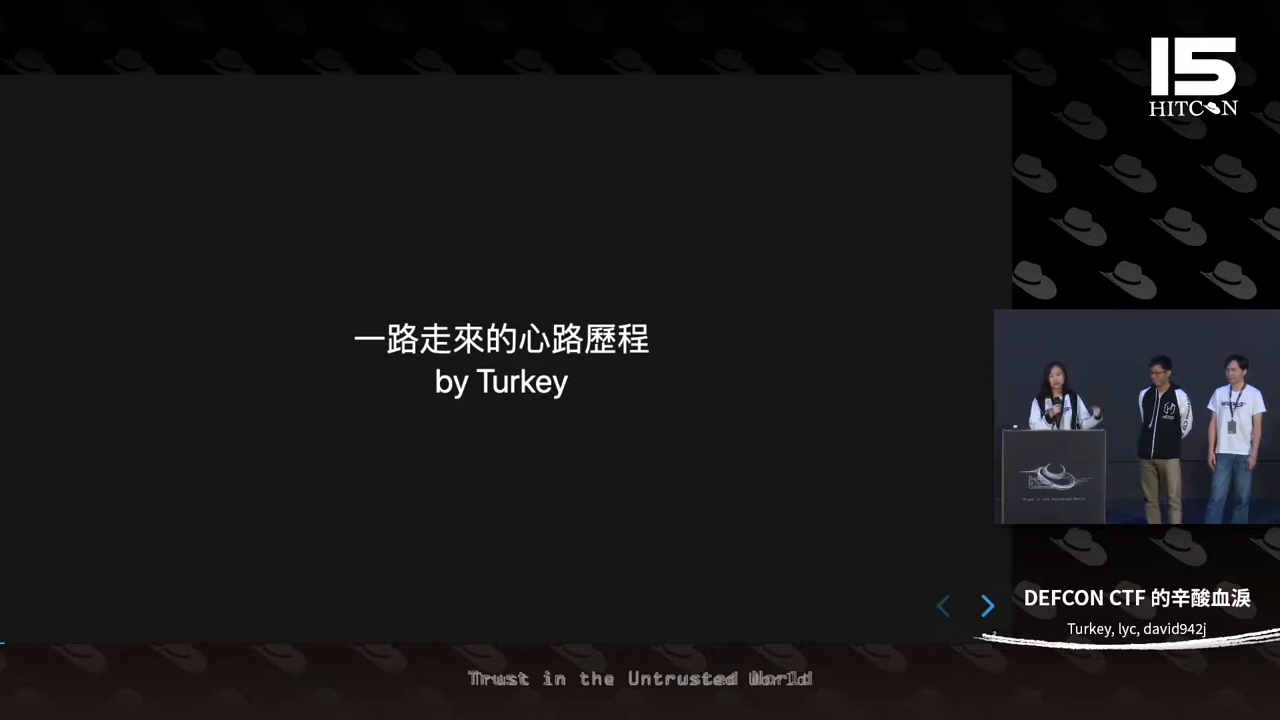 15
HITCON
一路走來的心路歷程
by Turkey
DEFCON CTF 的辛酸血淚
Turkey, lyc, david942j
Trust in the Untrusted World